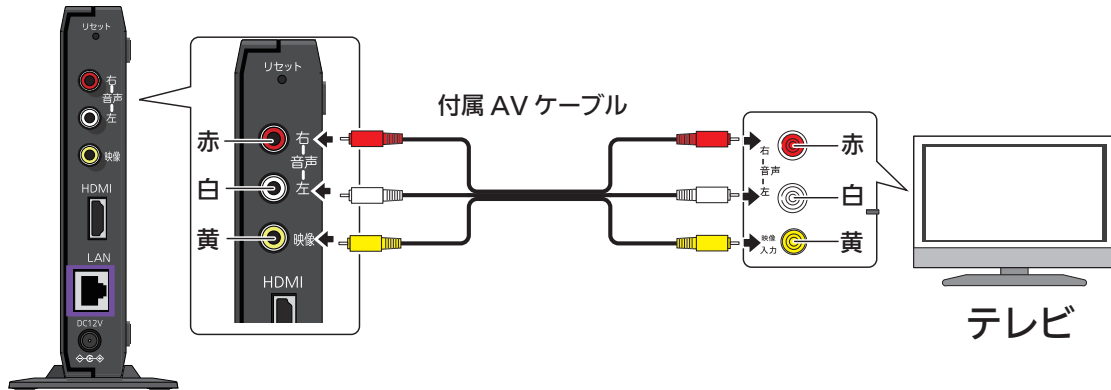 リセット
右
音声
左
映像
HDMI
LAN
DC12V
リセット
赤
右
音声
白
左
黄
映像
HDMI
付属 AV ケーブル
右
音声
左
赤
白
映像
入力
黄
テレビ